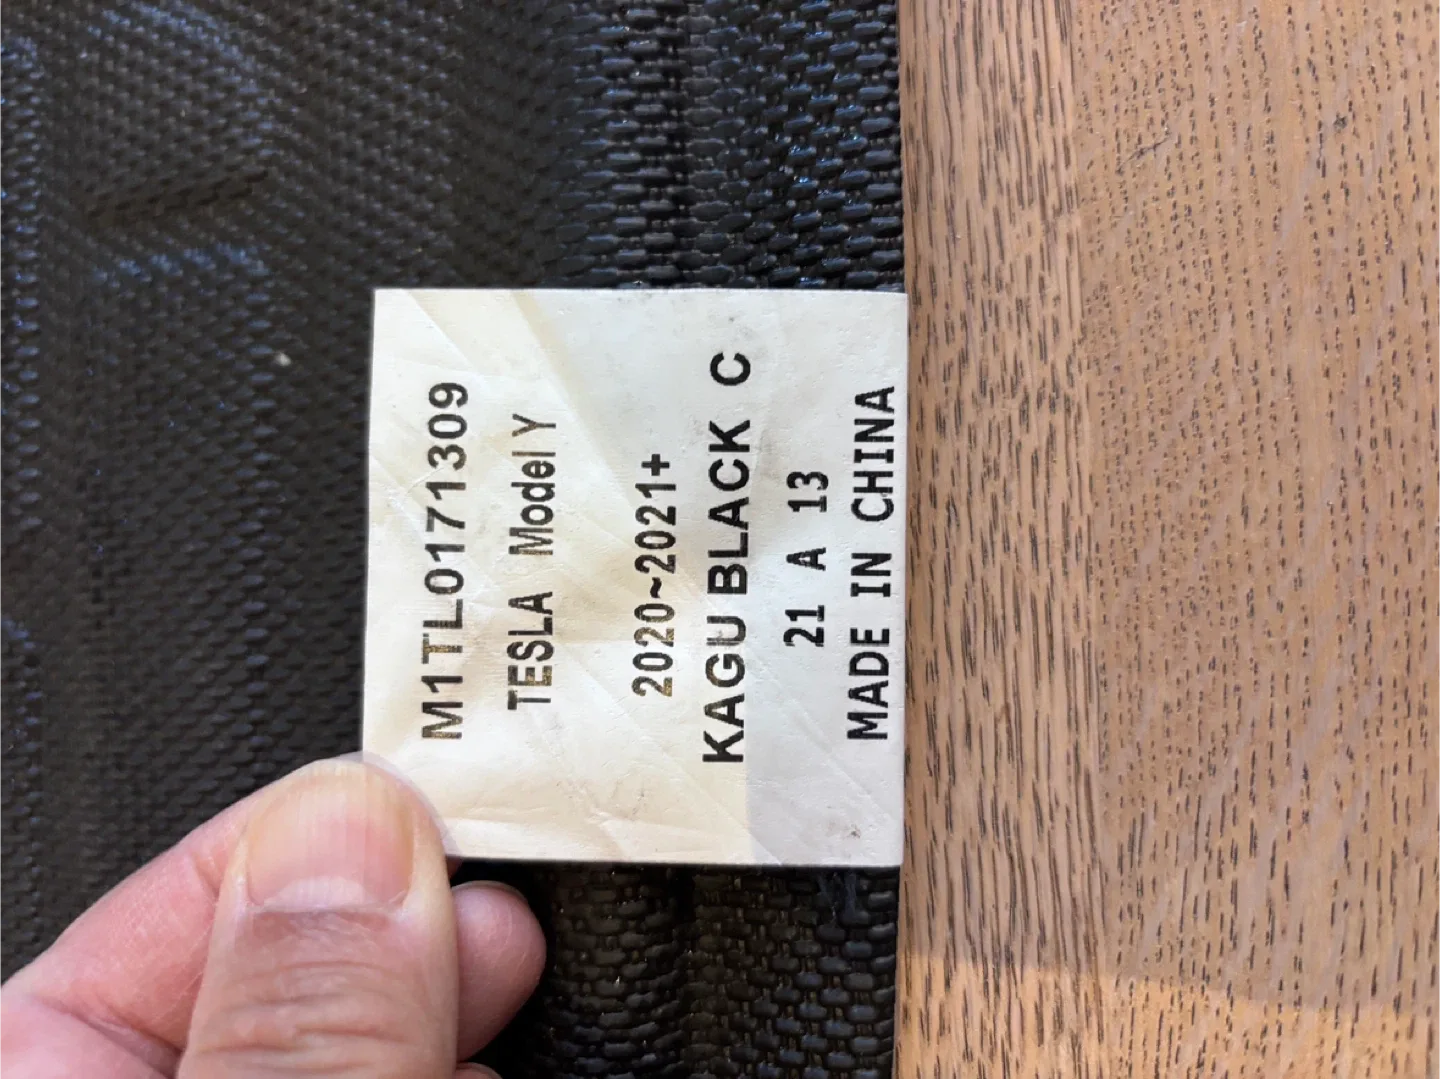 M1TL0171309
TESLA Model Y
2020~2021+
KAGU BLACK C
21 A 13
MADE IN CHINA